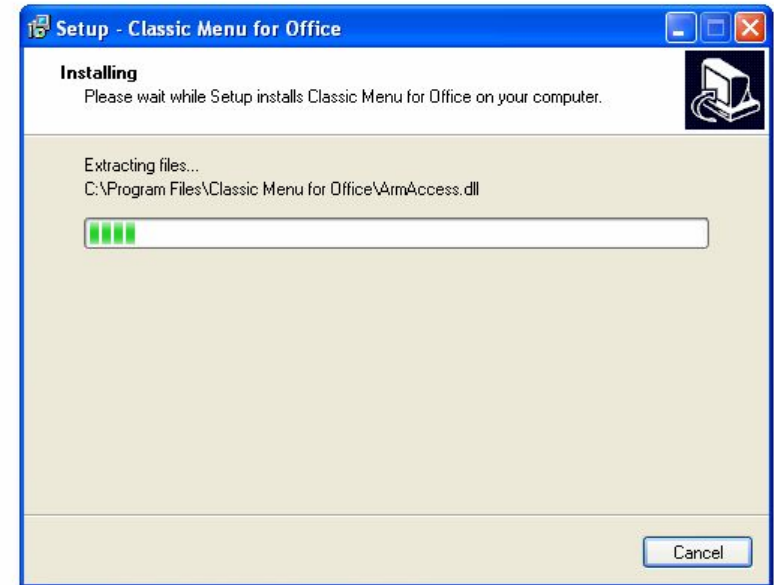 Setup - Classic Menu for Office
Installing
Please wait while Setup installs Classic Menu for Office on your computer.
Extracting files...
C:\Program Files\Classic Menu for Office\ArmAccess.dll
Cancel